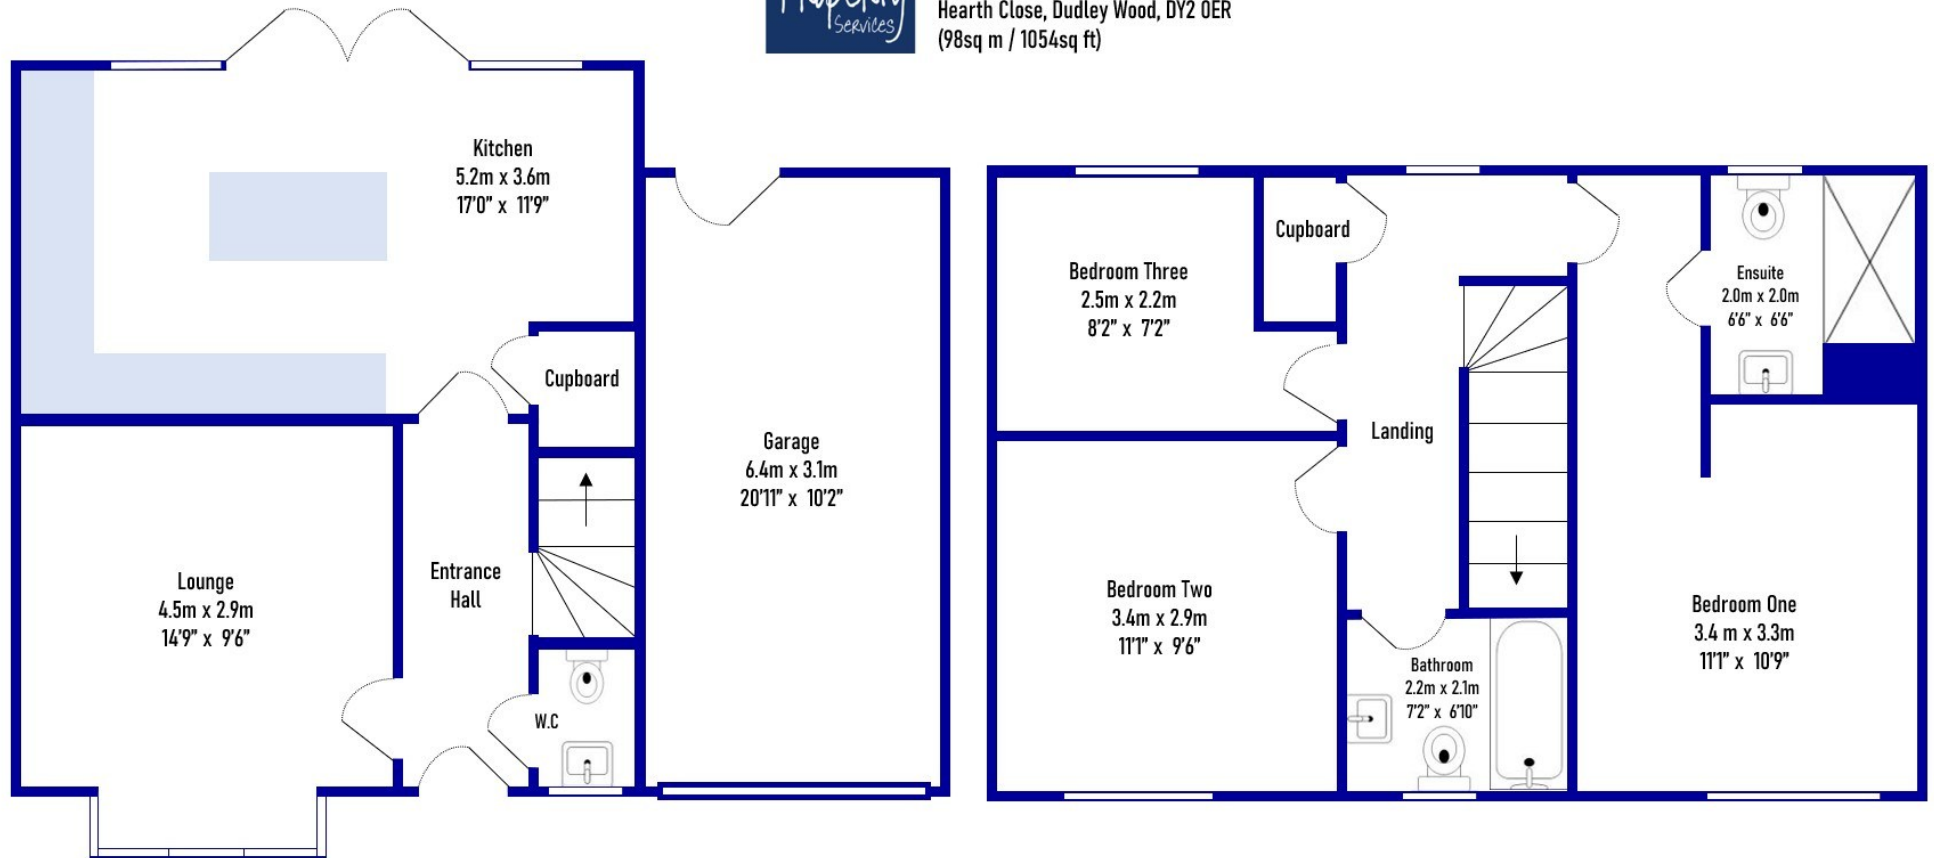 Property
Services
Hearth Close, Dudley Wood, DY2 0ER
(98sq m / 1054sq ft)
Kitchen
5.2m x 3.6m
17'0" x 11'9"
Cupboard
Lounge
4.5m x 2.9m
14'9" x 9'6"
Entrance
Hall
W.C
Garage
6.4m x 3.1m
20'11" x 10'2"
Bedroom Three
2.5m x 2.2m
8'2" x 7'2"
Cupboard
Landing
Ensuite
2.0m x 2.0m
6'6" x 6'6"
Bedroom Two
3.4m x 2.9m
11'1" x 9'6"
Bathroom
2.2m x 2.1m
7'2" x 6'10"
Bedroom One
3.4 m x 3.3m
11'1" x 10'9"